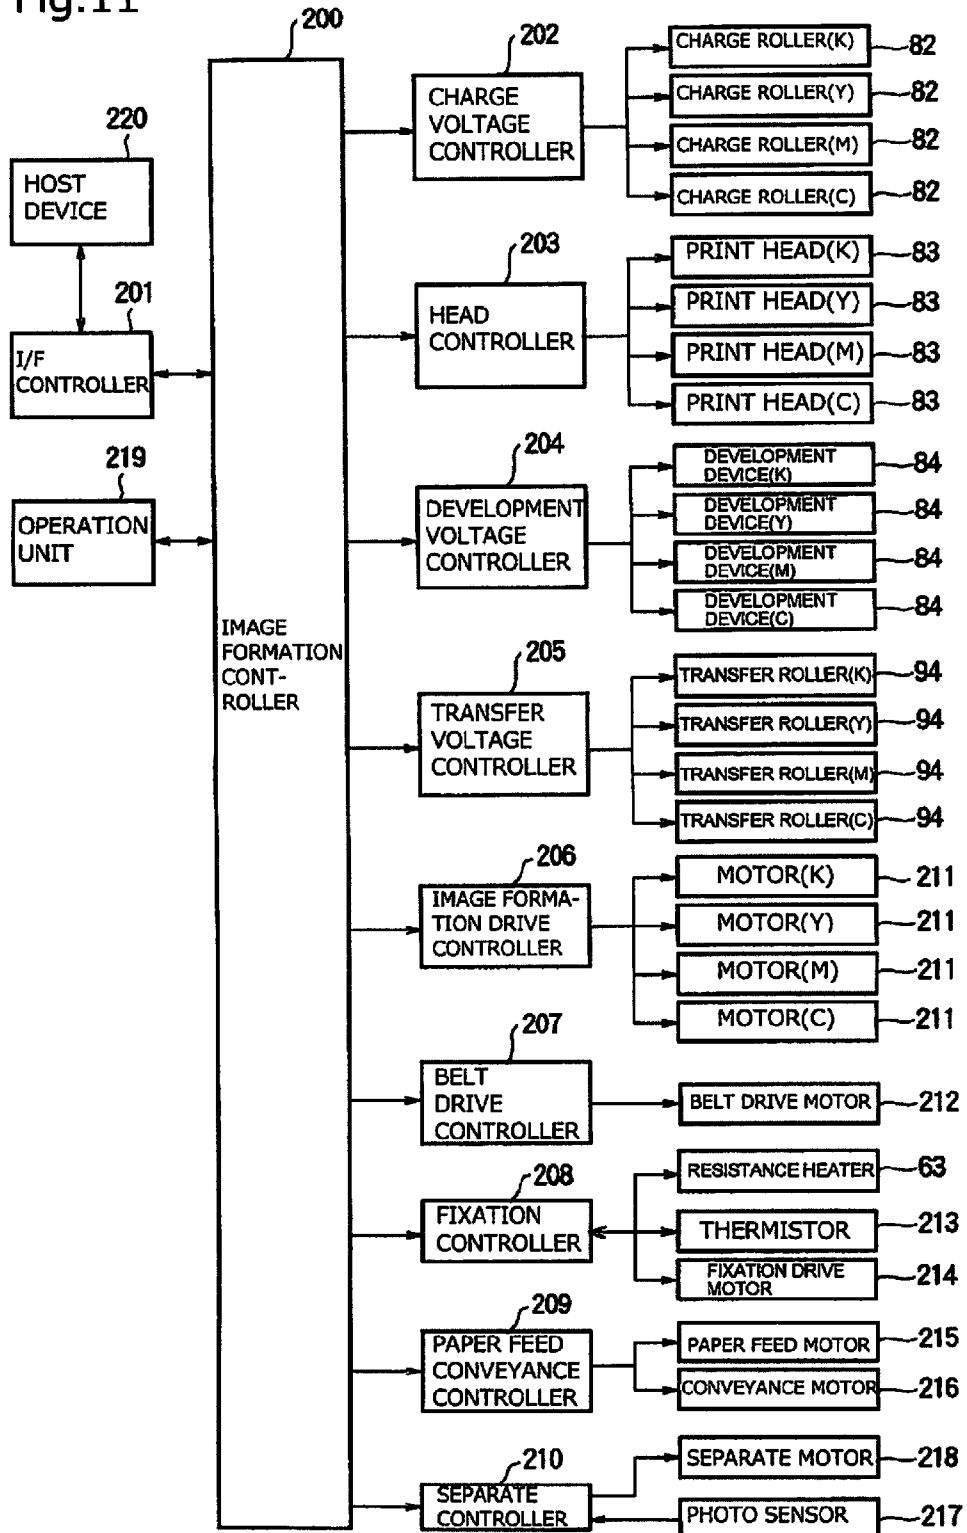 Fig.11
200
220
HOST
DEVICE
201
I/F
CONTROLLER
219
OPERATION
UNIT
IMAGE
FORMATION
CONT-
ROLLER
202
CHARGE
VOLTAGE
CONTROLLER
CHARGE ROLLER(K) 82
CHARGE ROLLER(Y) 82
CHARGE ROLLER(M) 82
CHARGE ROLLER(C) 82
203
HEAD
CONTROLLER
PRINT HEAD(K) 83
PRINT HEAD(Y) 83
PRINT HEAD(M) 83
PRINT HEAD(C) 83
204
DEVELOPMENT
VOLTAGE
CONTROLLER
DEVELOPMENT
DEVICE(K) 84
DEVELOPMENT
DEVICE(Y) 84
DEVELOPMENT
DEVICE(M) 84
DEVELOPMENT
DEVICE(C) 84
205
TRANSFER
VOLTAGE
CONTROLLER
TRANSFER ROLLER(K) 94
TRANSFER ROLLER(Y) 94
TRANSFER ROLLER(M) 94
TRANSFER ROLLER(C) 94
206
IMAGE FORMA-
TION DRIVE
CONTROLLER
MOTOR(K) 211
MOTOR(Y) 211
MOTOR(M) 211
MOTOR(C) 211
207
BELT
DRIVE
CONTROLLER
BELT DRIVE MOTOR 212
208
FIXATION
CONTROLLER
RESISTANCE HEATER 63
THERMISTOR 213
FIXATION DRIVE
MOTOR 214
209
PAPER FEED
CONVEYANCE
CONTROLLER
PAPER FEED MOTOR 215
CONVEYANCE MOTOR 216
210
SEPARATE
CONTROLLER
SEPARATE MOTOR 218
PHOTO SENSOR 217